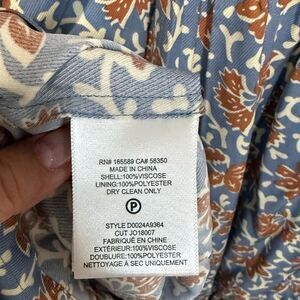 RN# 165589 CA# 58350
MADE IN CHINA
SHELL:100%VISCOSE
LINING:100%POLYESTER
DRY CLEAN ONLY
P
STYLE D0024A9364
CUT JO18007
FABRIQUÉ EN CHINE
EXTÉRIEUR:100%VISCOSE
DOUBLURE:100%POLYESTER
NETTOYAGE À SEC UNIQUEMENT